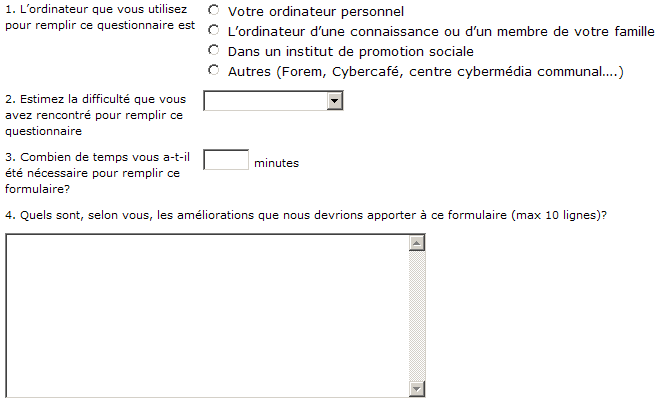 1. L’ordinateur que vous utilisez
pour remplir ce questionnaire est
Votre ordinateur personnel
L’ordinateur d’une connaissance ou d’un membre de votre famille
Dans un institut de promotion sociale
Autres (Forem, Cybercafé, centre cybermédia communal….)
2. Estimez la difficulté que vous
avez rencontré pour remplir ce
questionnaire
3. Combien de temps vous a-t-il
été nécessaire pour remplir ce
formulaire?
minutes
4. Quels sont, selon vous, les améliorations que nous devrions apporter à ce formulaire (max 10 lignes)?